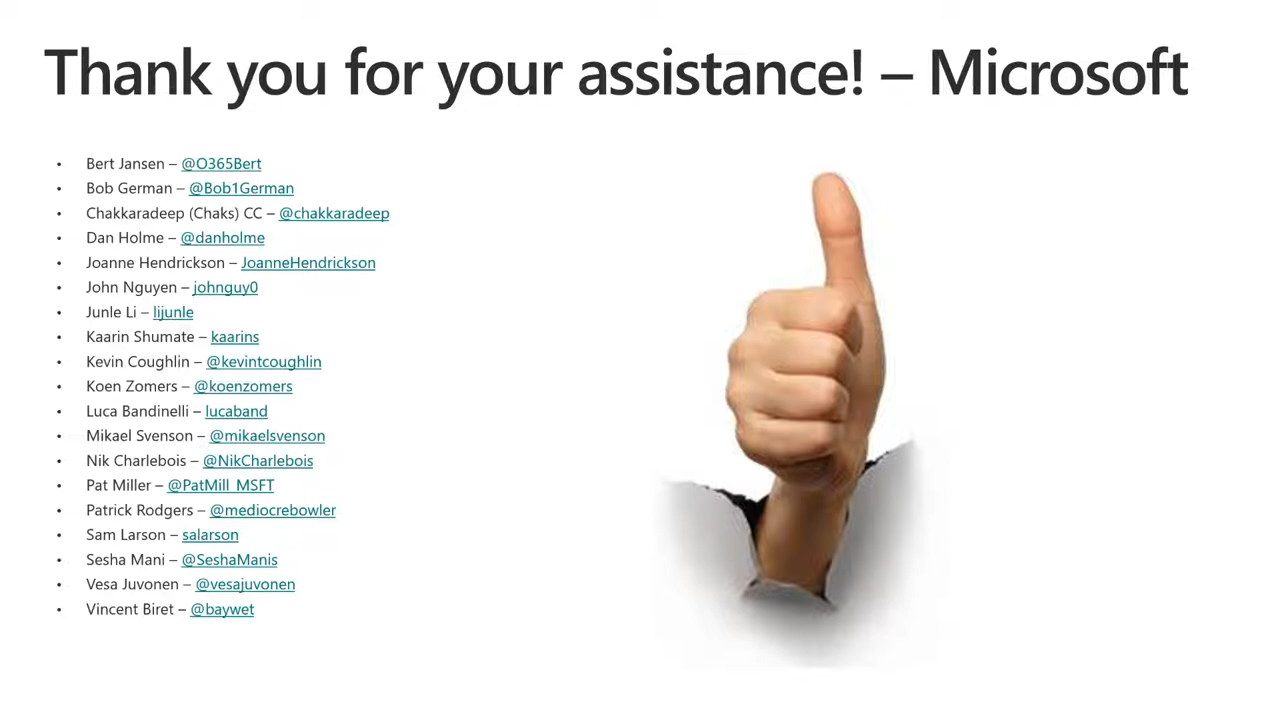 Thank you for your assistance! – Microsoft
• Bert Jansen – @O365Bert
• Bob German – @Bob1German
• Chakkaradeep (Chaks) CC – @chakkaradeep
• Dan Holme – @danholme
• Joanne Hendrickson – JoanneHendrickson
• John Nguyen – johnguy0
• Junle Li – lijunle
• Kaarin Shumate – kaarins
• Kevin Coughlin – @kevintcoughlin
• Koen Zomers – @koenzomers
• Luca Bandinelli – lucaband
• Mikael Svenson – @mikaelsvenson
• Nik Charlebois – @NikCharlebois
• Pat Miller – @PatMill_MSFT
• Patrick Rodgers – @mediocrebowler
• Sam Larson – salarson
• Sesha Mani – @SeshaManis
• Vesa Juvonen – @vesajuvonen
• Vincent Biret – @baywet